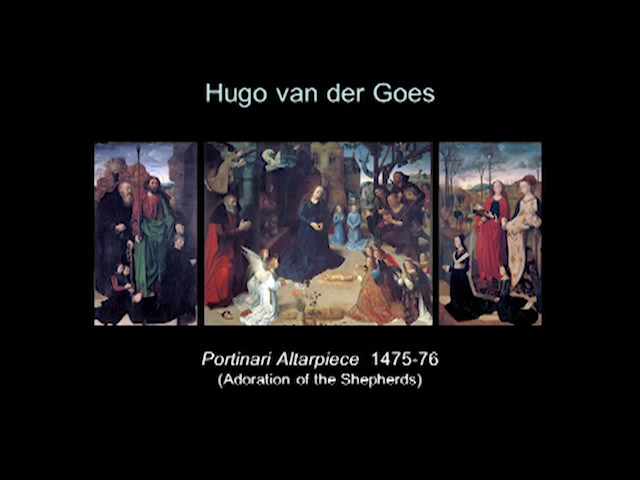 Hugo van der Goes
Portinari Altarpiece 1475-76
(Adoration of the Shepherds)